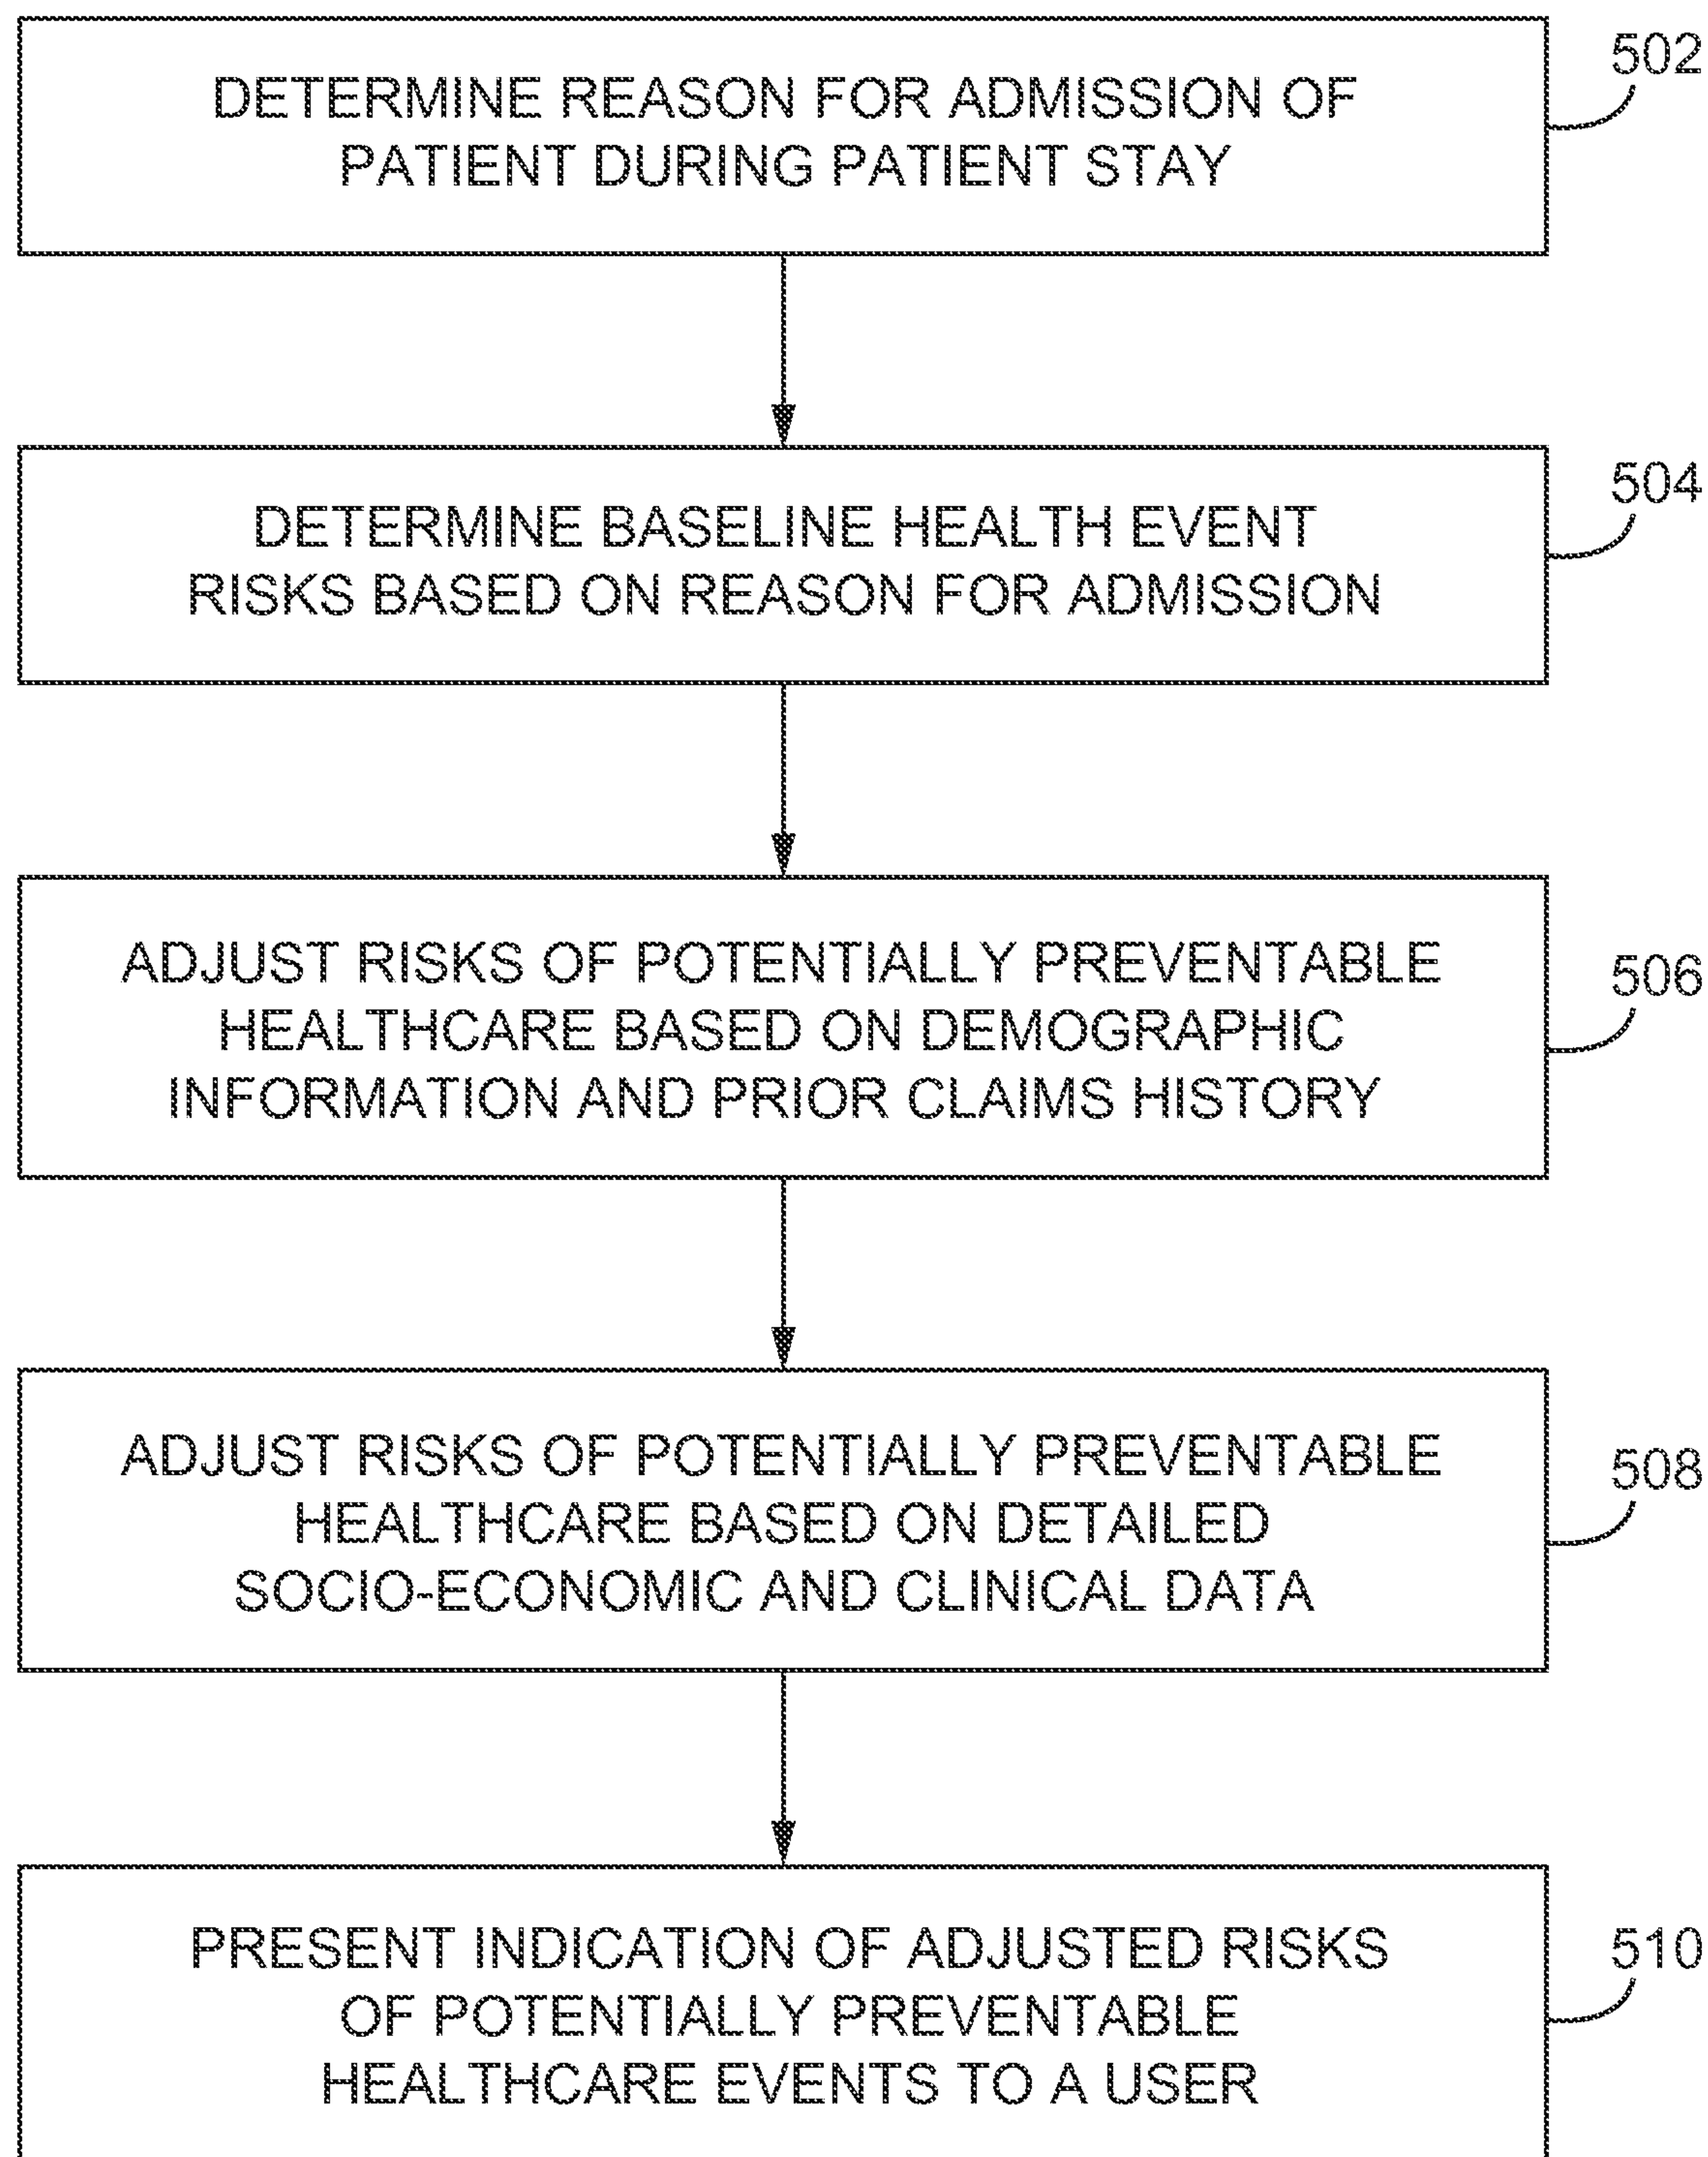 DETERMINE REASON FOR ADMISSION OF
PATIENT DURING PATIENT STAY
502
DETERMINE BASELINE HEALTH EVENT
RISKS BASED ON REASON FOR ADMISSION
504
ADJUST RISKS OF POTENTIALLY PREVENTABLE
HEALTHCARE BASED ON DEMOGRAPHIC
INFORMATION AND PRIOR CLAIMS HISTORY
506
ADJUST RISKS OF POTENTIALLY PREVENTABLE
HEALTHCARE BASED ON DETAILED
SOCIO-ECONOMIC AND CLINICAL DATA
508
PRESENT INDICATION OF ADJUSTED RISKS
OF POTENTIALLY PREVENTABLE
HEALTHCARE EVENTS TO A USER
510